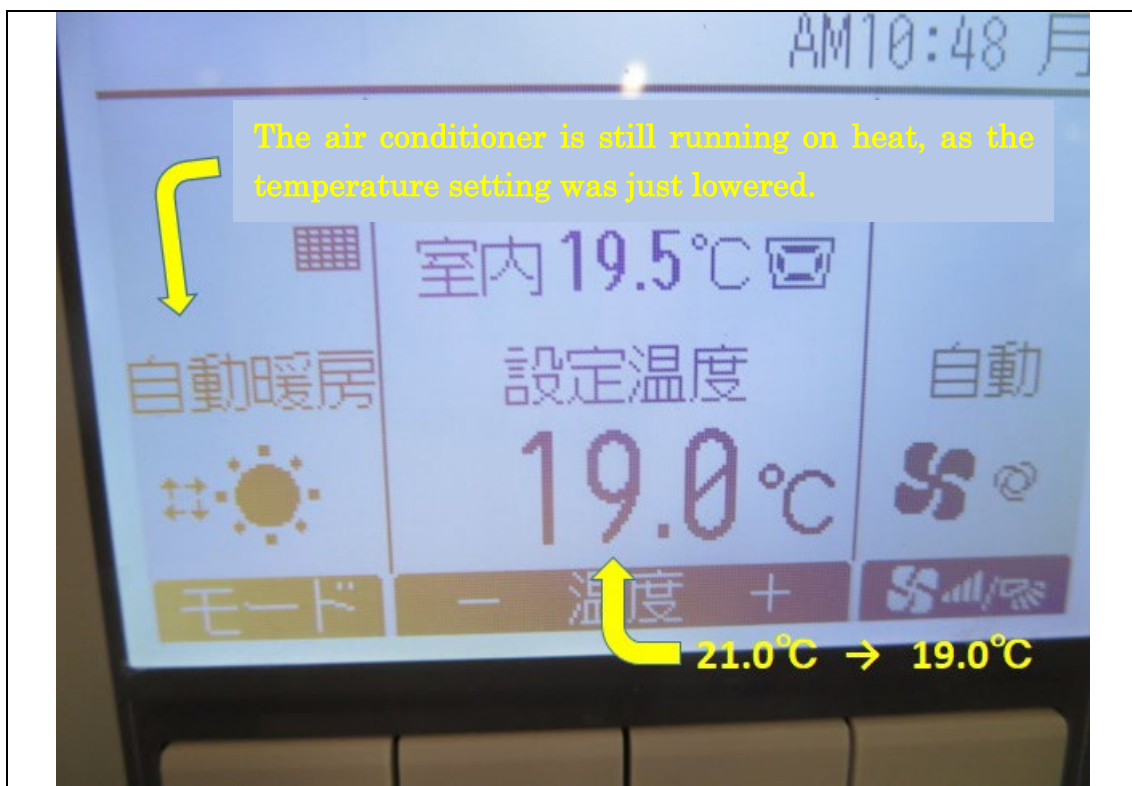 AM10:48 月
The air conditioner is still running on heat, as the
temperature setting was just lowered.
室内19.5℃
自動暖房
設定温度
自動
19.0℃
モード
− 温度 +
21.0℃ → 19.0℃